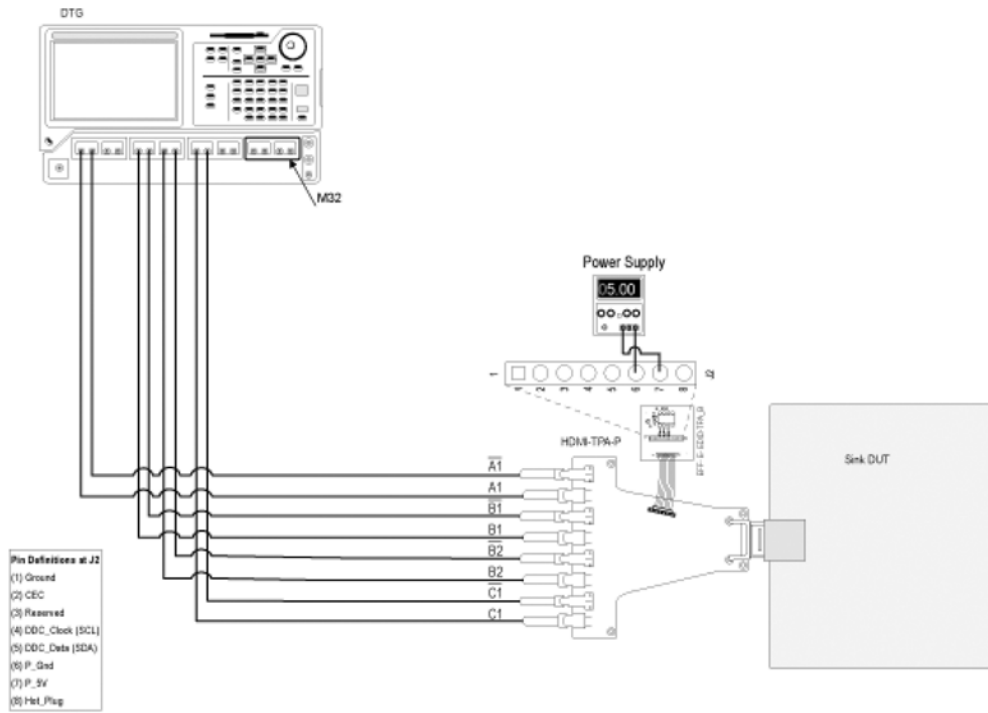 DTG
M32
Power Supply
05.00
1
J2
1 2 3 4 5 6 7 8
HDMI-TPA-P
Sink DUT
A1
A1
B1
B1
B2
B2
C1
C1
Pin Definitions at J2
(1) Ground
(2) CEC
(3) Reserved
(4) DDC_Clock (SCL)
(5) DDC_Data (SDA)
(6) P_Gnd
(7) P_5V
(8) Hot_Plug